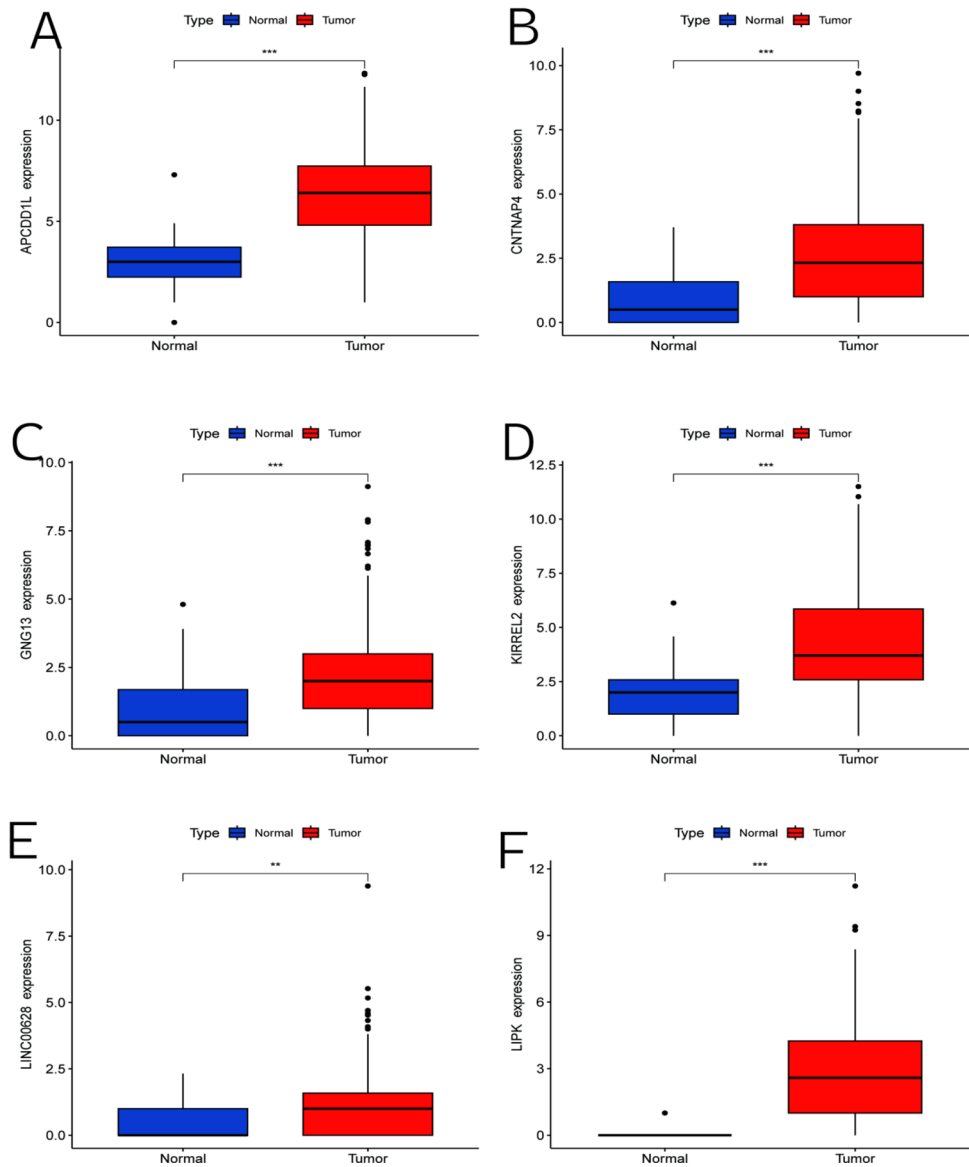 A
Type Normal Tumor
***
APCDD1L expression
10
5
0
Normal Tumor
B
Type Normal Tumor
***
CNTNAP4 expression
10.0
7.5
5.0
2.5
0.0
Normal Tumor
C
Type Normal Tumor
***
GNG13 expression
10.0
7.5
5.0
2.5
0.0
Normal Tumor
D
Type Normal Tumor
***
KIRREL2 expression
12.5
10.0
7.5
5.0
2.5
0.0
Normal Tumor
E
Type Normal Tumor
**
LINC00628 expression
10.0
7.5
5.0
2.5
0.0
Normal Tumor
F
Type Normal Tumor
***
LIPK expression
12
9
6
3
0
Normal Tumor